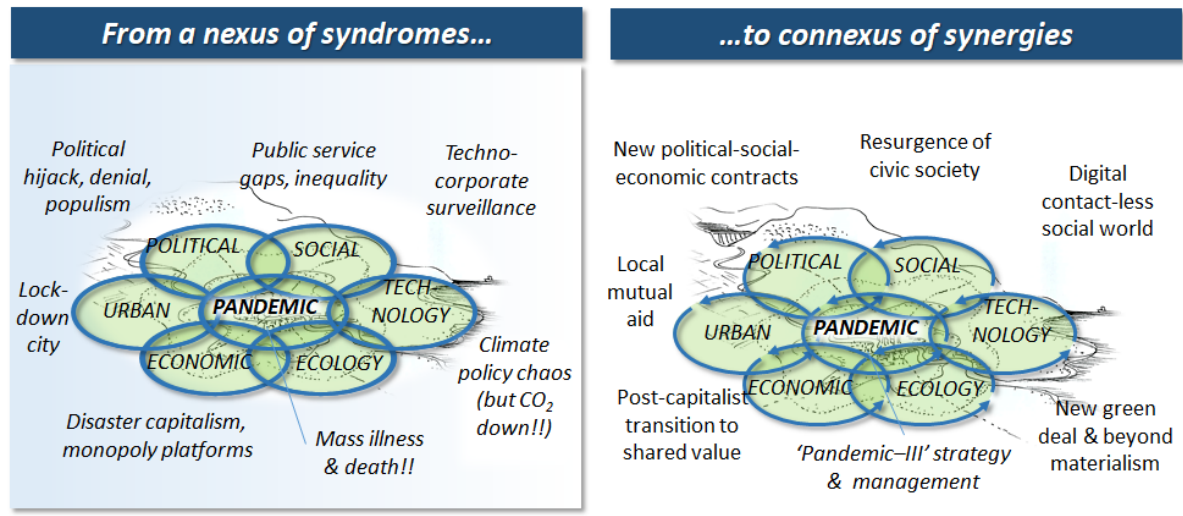 From a nexus of syndromes…
Political
hijack, denial,
populism
Public service
gaps, inequality
Techno-
corporate
surveillance
POLITICAL
SOCIAL
Lock-
down
city
URBAN
PANDEMIC
TECH-
NOLOGY
ECONOMIC
ECOLOGY
Climate
policy chaos
(but CO₂
down!!)
Disaster capitalism,
monopoly platforms
Mass illness
& death!!
…to connexus of synergies
New political-social-
economic contracts
Resurgence of
civic society
Digital
contact-less
social world
Local
mutual
aid
POLITICAL
SOCIAL
URBAN
PANDEMIC
TECH-
NOLOGY
ECONOMIC
ECOLOGY
Post-capitalist
transition to
shared value
‘Pandemic–III’ strategy
& management
New green
deal & beyond
materialism